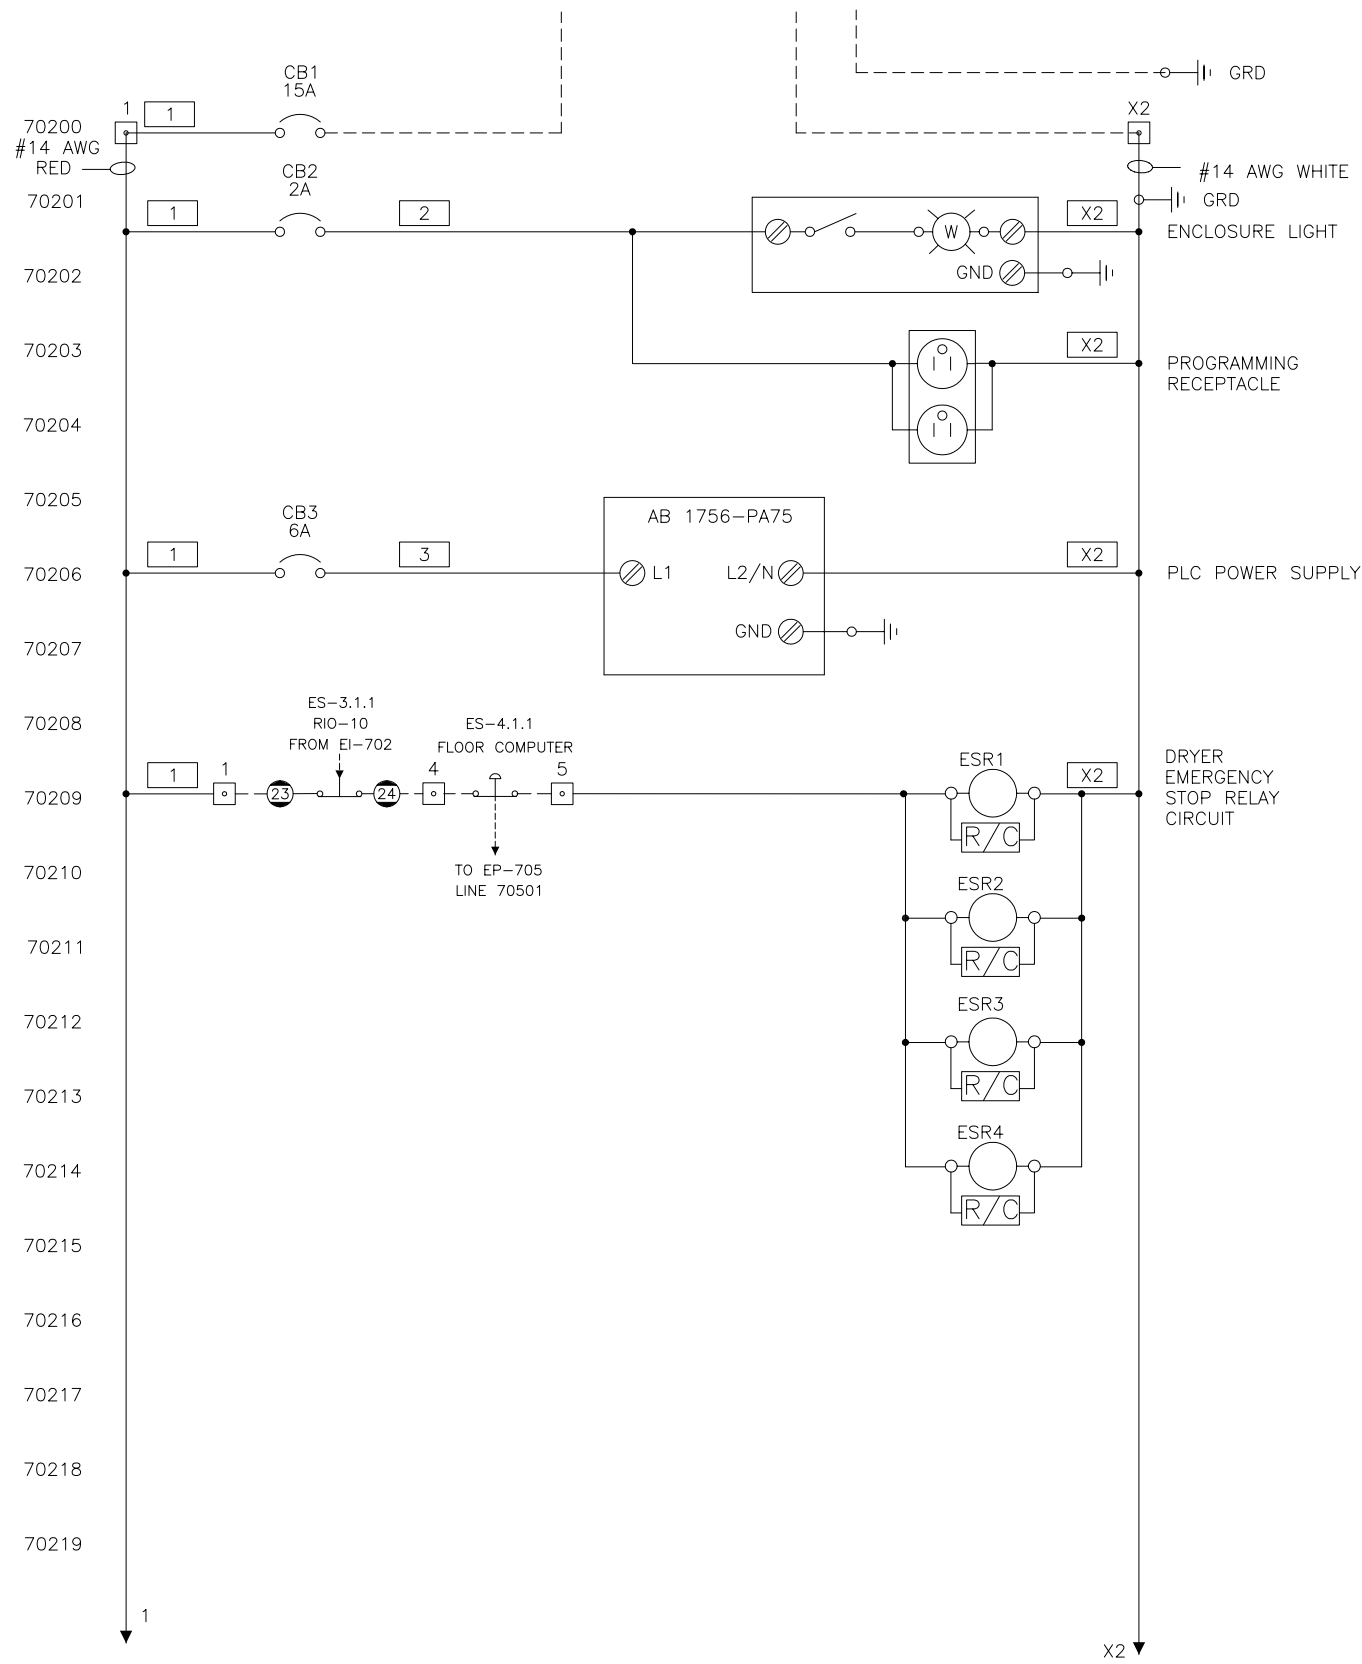 GRD
CB1
15A
1
1
X2
70200
#14 AWG
RED
#14 AWG WHITE
CB2
2A
70201
GRD
1
2
X2
W
ENCLOSURE LIGHT
70202
GND
70203
X2
PROGRAMMING
RECEPTACLE
70204
70205
CB3
6A
AB 1756-PA75
1
3
X2
70206
L1
L2/N
PLC POWER SUPPLY
70207
GND
70208
ES-3.1.1
RIO-10
FROM EI-702
ES-4.1.1
FLOOR COMPUTER
ESR1
DRYER
EMERGENCY
STOP RELAY
CIRCUIT
1
1
4
5
X2
70209
23
24
R/C
70210
TO EP-705
LINE 70501
ESR2
70211
R/C
ESR3
70212
70213
R/C
ESR4
70214
R/C
70215
70216
70217
70218
70219
1
X2